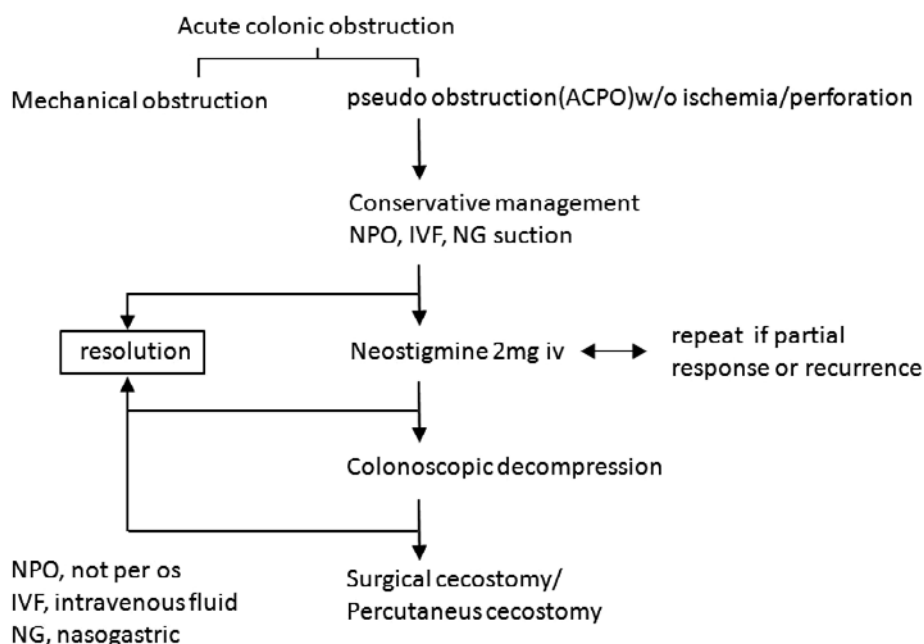 Acute colonic obstruction
Mechanical obstruction
pseudo obstruction(ACPO)w/o ischemia/perforation
Conservative management
NPO, IVF, NG suction
resolution
Neostigmine 2mg iv
repeat if partial
response or recurrence
Colonoscopic decompression
Surgical cecostomy/
Percutaneus cecostomy
NPO, not per os
IVF, intravenous fluid
NG, nasogastric